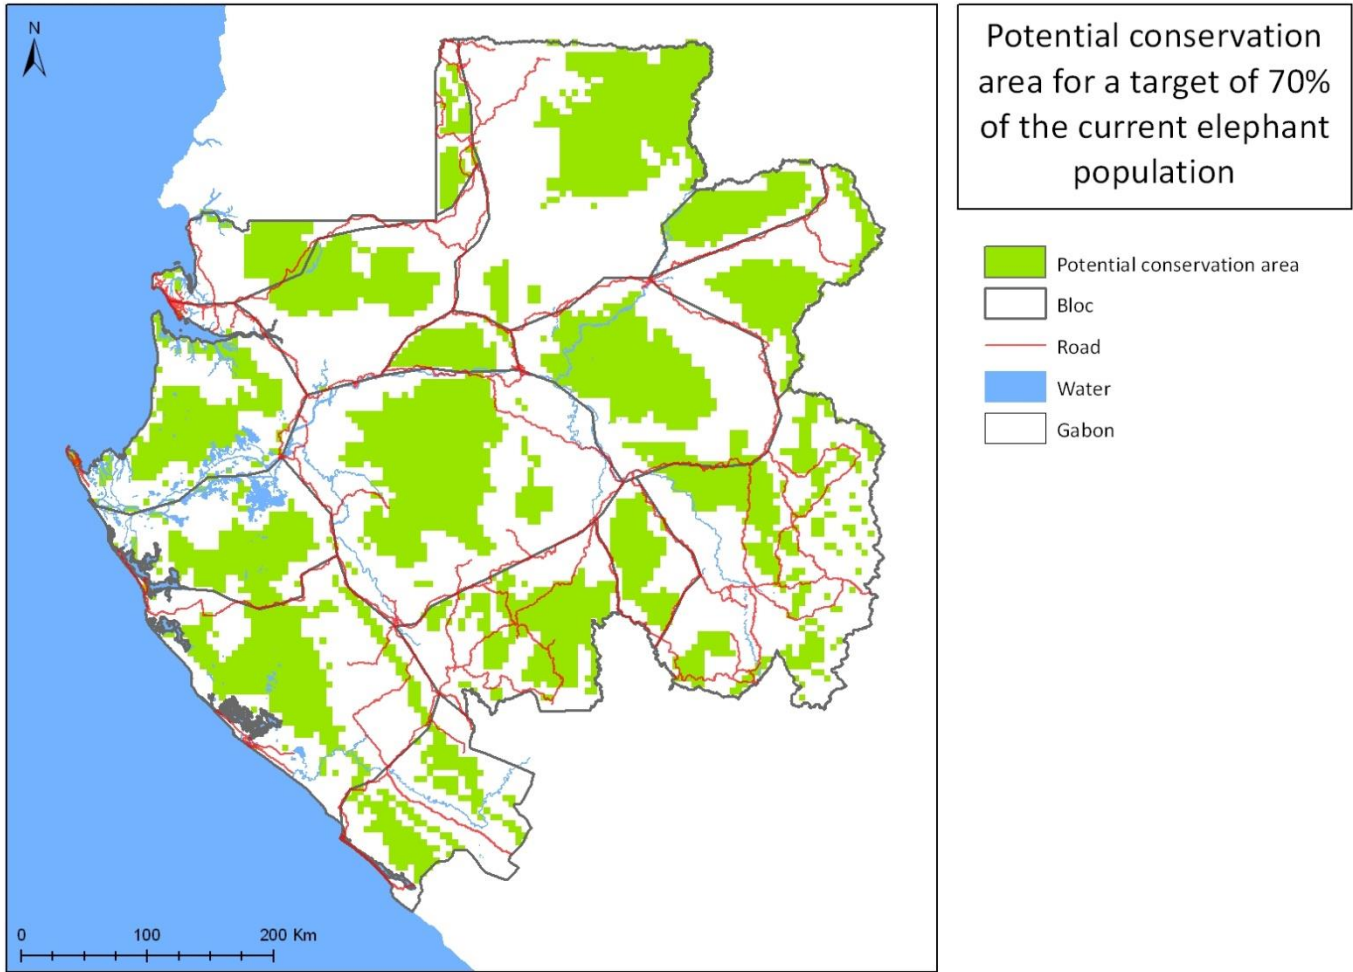 N
Potential conservation
area for a target of 70%
of the current elephant
population
Potential conservation area
Bloc
Road
Water
Gabon
0 100 200 Km